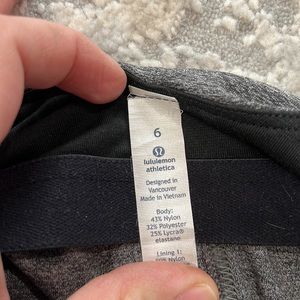 6
lululemon
athletica
Designed in
Vancouver
Made in Vietnam
Body:
43% Nylon
32% Polyester
25% Lycra®
elastane
Lining 1:
Nylon